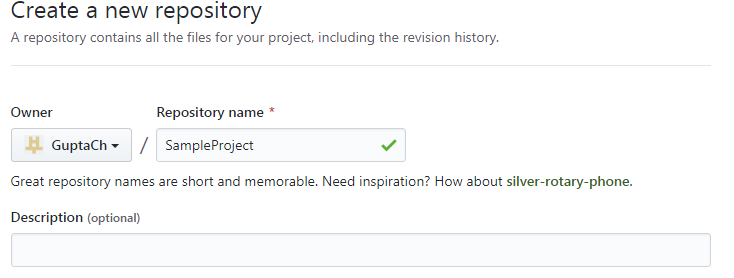 Create a new repository
A repository contains all the files for your project, including the revision history.
Owner Repository name *
GuptaCh / SampleProject
Great repository names are short and memorable. Need inspiration? How about silver-rotary-phone.
Description (optional)